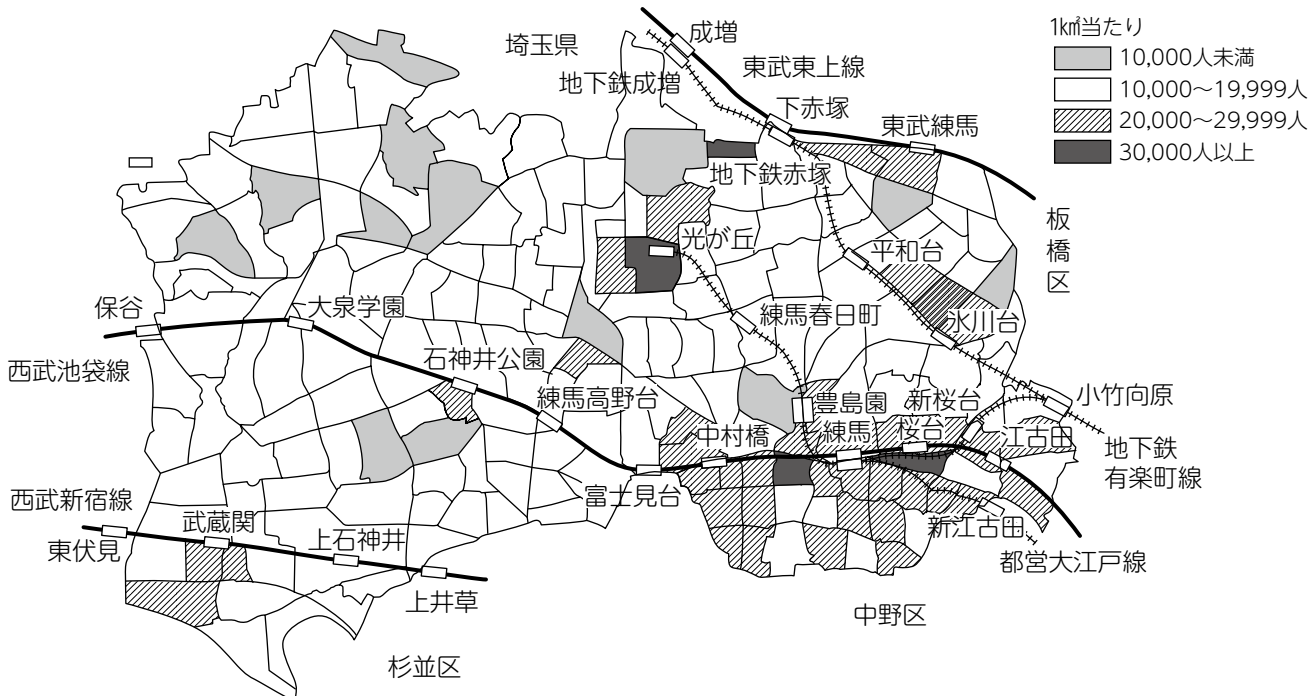 1k㎡当たり
10,000人未満
10,000〜19,999人
20,000〜29,999人
30,000人以上
埼玉県
成増
地下鉄成増
東武東上線
下赤塚
東武練馬
地下鉄赤塚
板橋区
光が丘
平和台
保谷
大泉学園
練馬春日町
氷川台
西武池袋線
石神井公園
練馬高野台
豊島園
新桜台
小竹向原
中村橋
練馬
桜台
江古田
地下鉄
有楽町線
富士見台
西武新宿線
武蔵関
上石神井
新江古田
東伏見
都営大江戸線
上井草
中野区
杉並区